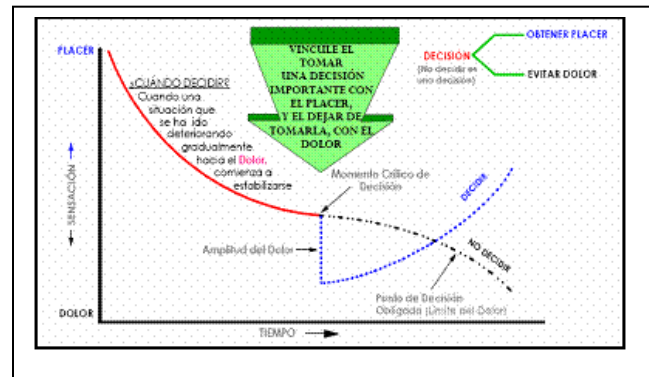 PLACER
VINCULE EL
TOMAR
UNA DECISIÓN
IMPORTANTE CON
EL PLACER,
Y EL DEJAR DE
TOMARLA, CON EL
DOLOR
DECISIÓN
(No decidir es
una decisión)
OBTENER PLACER
EVITAR DOLOR
¿CUÁNDO DECIDIR?
Cuando una
situación que
se ha ido
deteriorando
gradualmente
hacia el Dolor,
comienza a
estabilizarse
SENSACIÓN
Momento Crítico de
Decisión
Amplitud del Dolor
DECIDIR
NO DECIDIR
Punto de Decisión
Obligada (Límite del Dolor)
DOLOR
TIEMPO